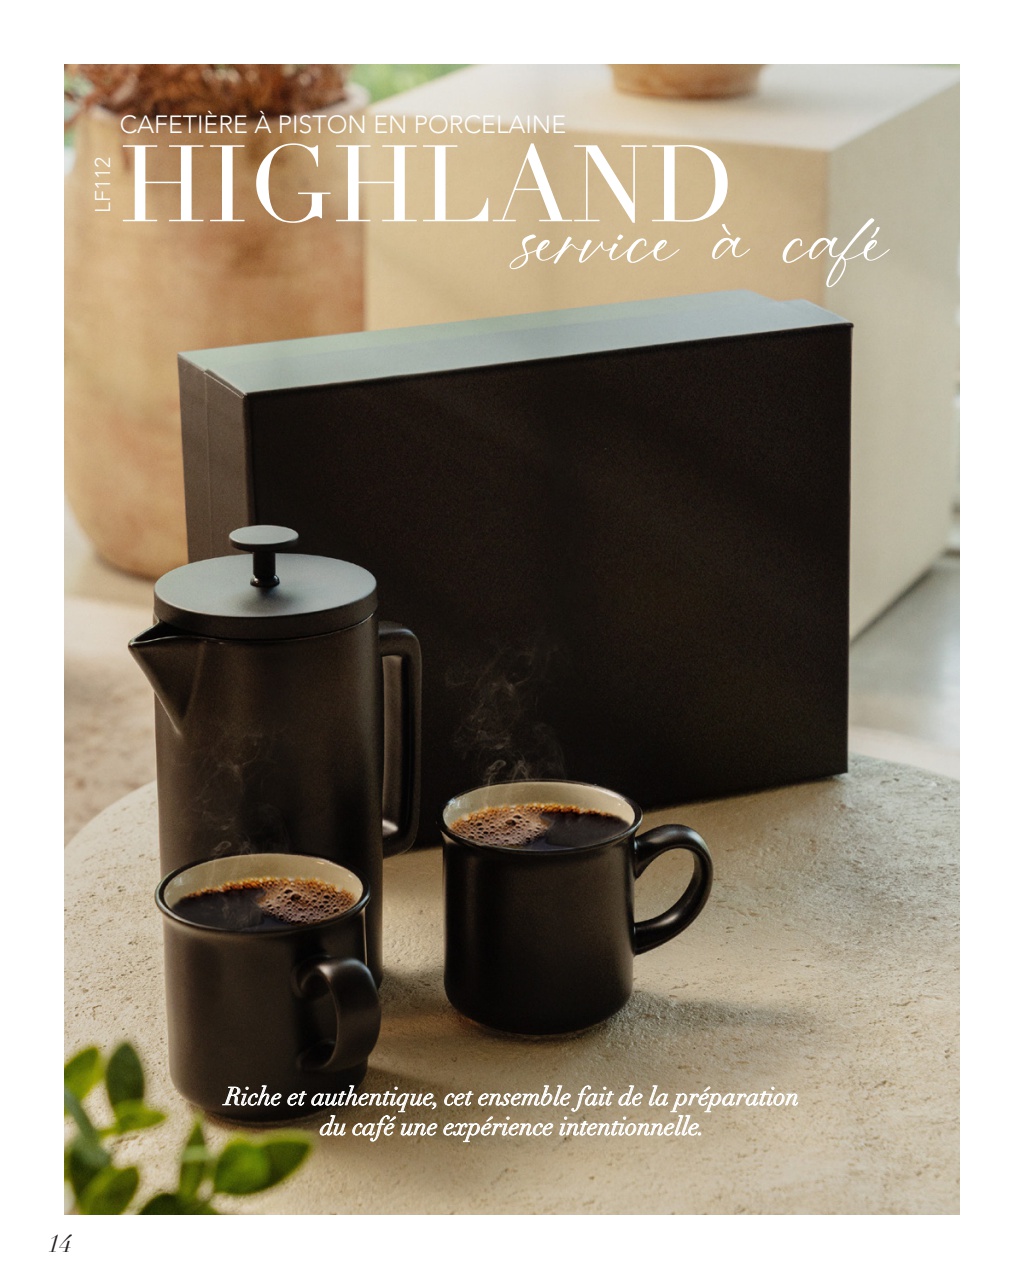 CAFETIÈRE À PISTON EN PORCELAINE
LF112
HIGHLAND
service à café
Riche et authentique, cet ensemble fait de la préparation
du café une expérience intentionnelle.
14